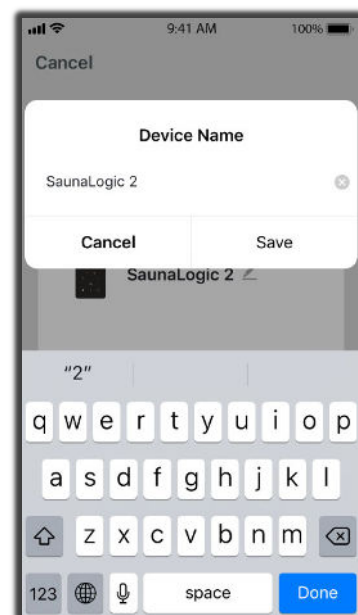 9:41 AM 100%
Cancel
Device Name
SaunaLogic 2
Cancel Save
SaunaLogic 2
"2"
q w e r t y u i o p
a s d f g h j k l
z x c v b n m
123 space Done